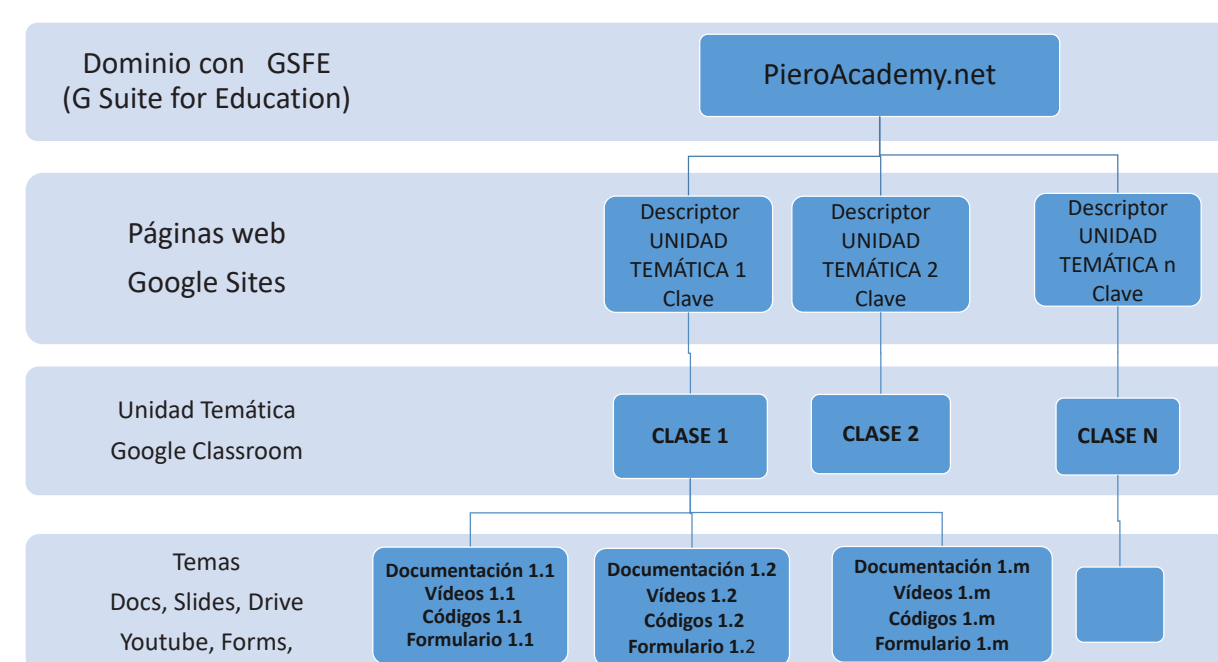 Dominio con GSFE
(G Suite for Education)
PieroAcademy.net
Páginas web
Google Sites
Descriptor
UNIDAD
TEMÁTICA 1
Clave
Descriptor
UNIDAD
TEMÁTICA 2
Clave
Descriptor
UNIDAD
TEMÁTICA n
Clave
Unidad Temática
Google Classroom
CLASE 1
CLASE 2
CLASE N
Temas
Docs, Slides, Drive
Youtube, Forms,
Documentación 1.1
Vídeos 1.1
Códigos 1.1
Formulario 1.1
Documentación 1.2
Vídeos 1.2
Códigos 1.2
Formulario 1.2
Documentación 1.m
Vídeos 1.m
Códigos 1.m
Formulario 1.m